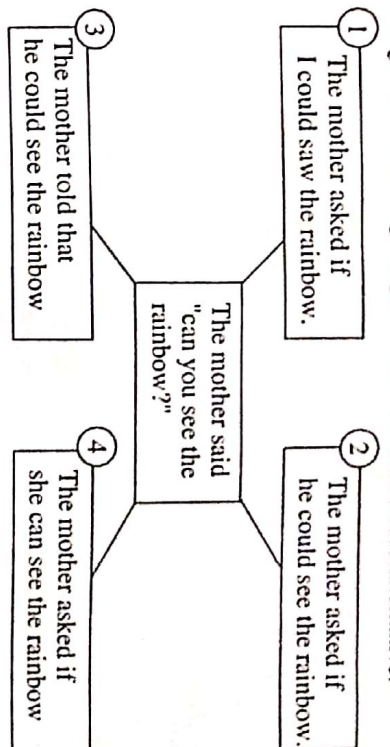 1
The mother asked if
I could saw the rainbow.
2
The mother asked if
he could see the rainbow.
The mother said
"can you see the
rainbow?"
3
The mother told that
he could see the rainbow
4
The mother asked if
she can see the rainbow